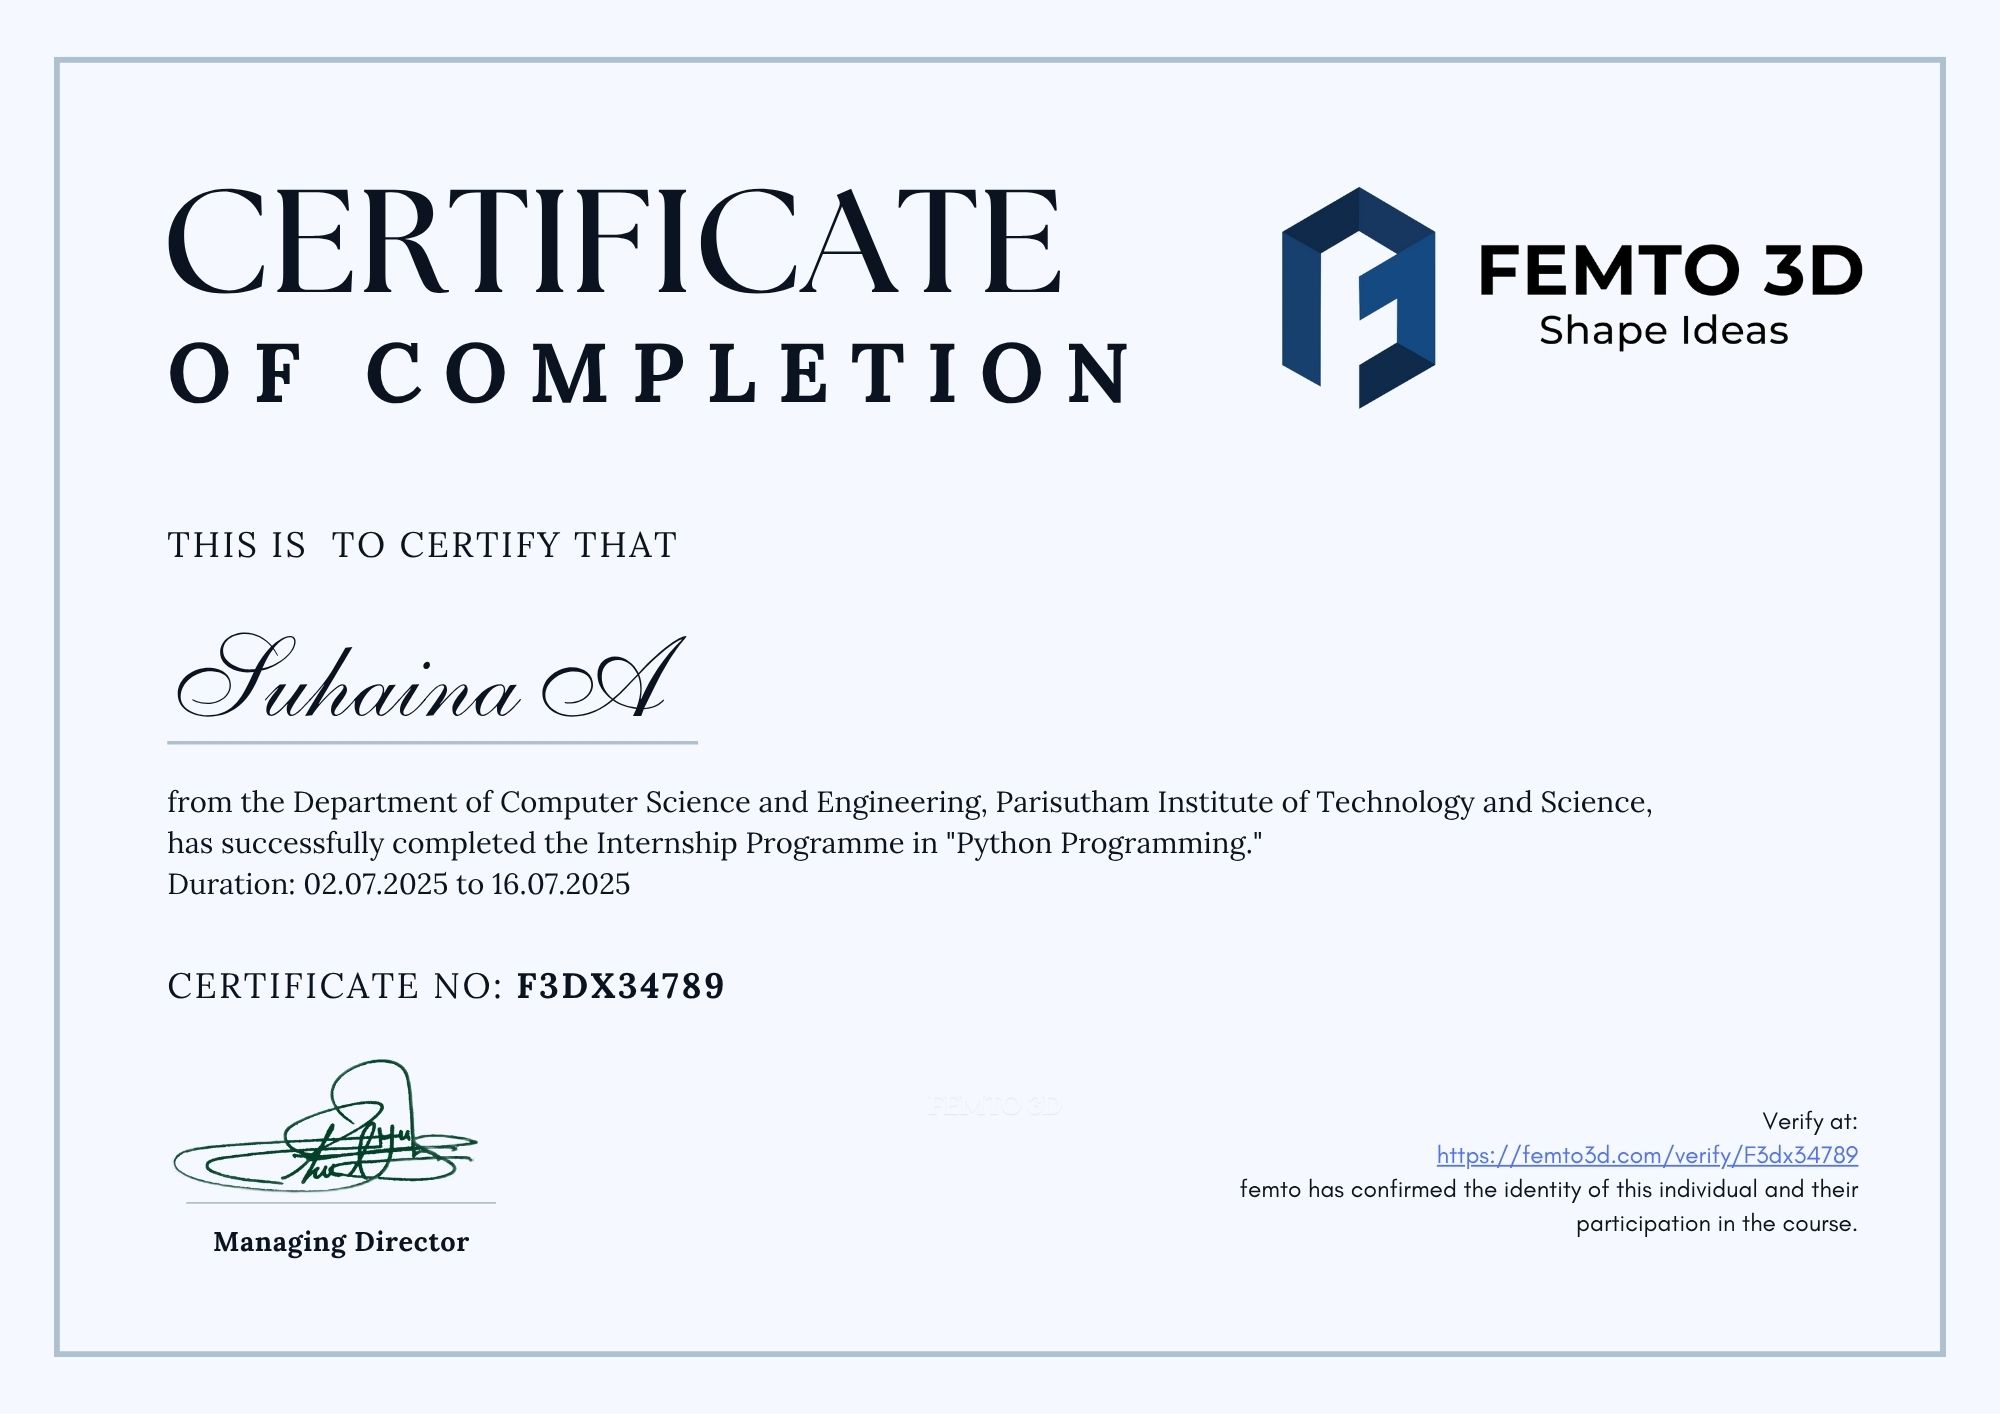 CERTIFICATE
OF COMPLETION
FEMTO 3D
Shape Ideas
THIS IS  TO CERTIFY THAT
Suhaina A
from the Department of Computer Science and Engineering, Parisutham Institute of Technology and Science,
has successfully completed the Internship Programme in "Python Programming."
Duration: 02.07.2025 to 16.07.2025
CERTIFICATE NO: F3DX34789
FEMTO 3D
Managing Director
Verify at:
https://femto3d.com/verify/F3dx34789
femto has confirmed the identity of this individual and their
participation in the course.